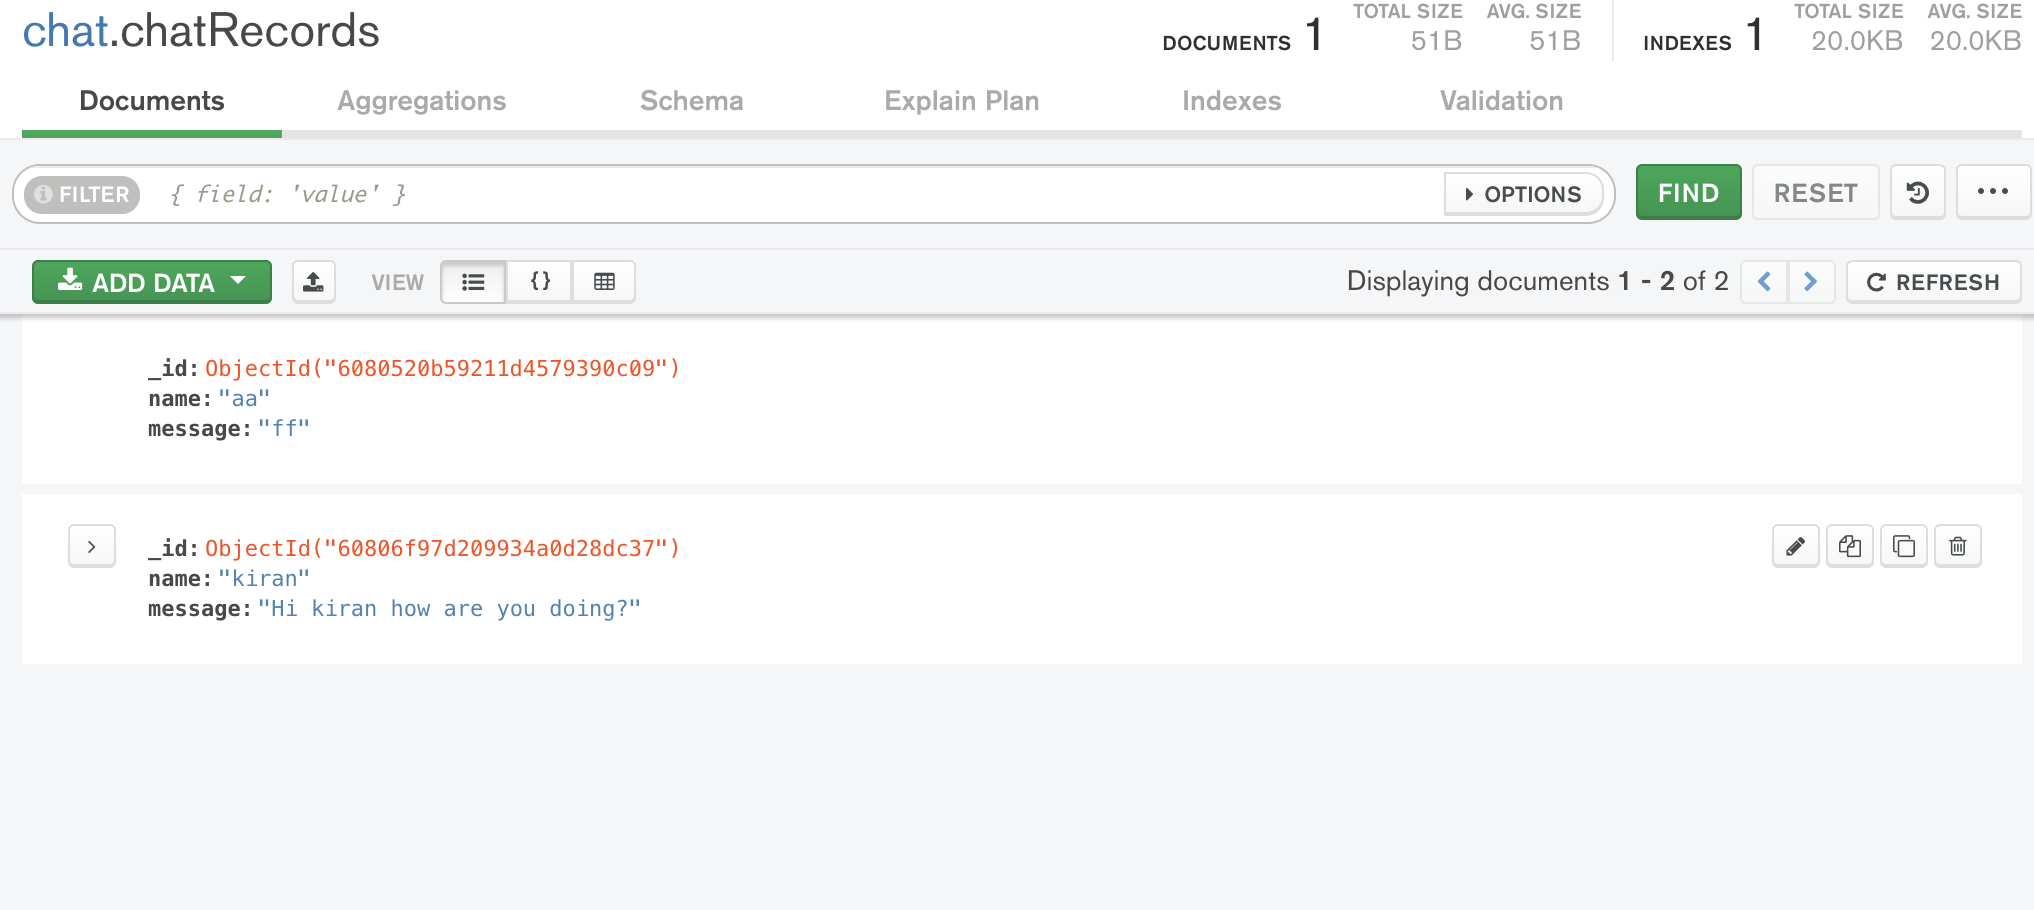 chat.chatRecords
DOCUMENTS 1 TOTAL SIZE 51B AVG. SIZE 51B INDEXES 1 TOTAL SIZE 20.0KB AVG. SIZE 20.0KB
Documents Aggregations Schema Explain Plan Indexes Validation
FILTER { field: 'value' } OPTIONS FIND RESET ...
ADD DATA VIEW {} Displaying documents 1 - 2 of 2 REFRESH
_id: ObjectId("6080520b59211d4579390c09")
name: "aa"
message: "ff"
_id: ObjectId("60806f97d209934a0d28dc37")
name: "kiran"
message: "Hi kiran how are you doing?"